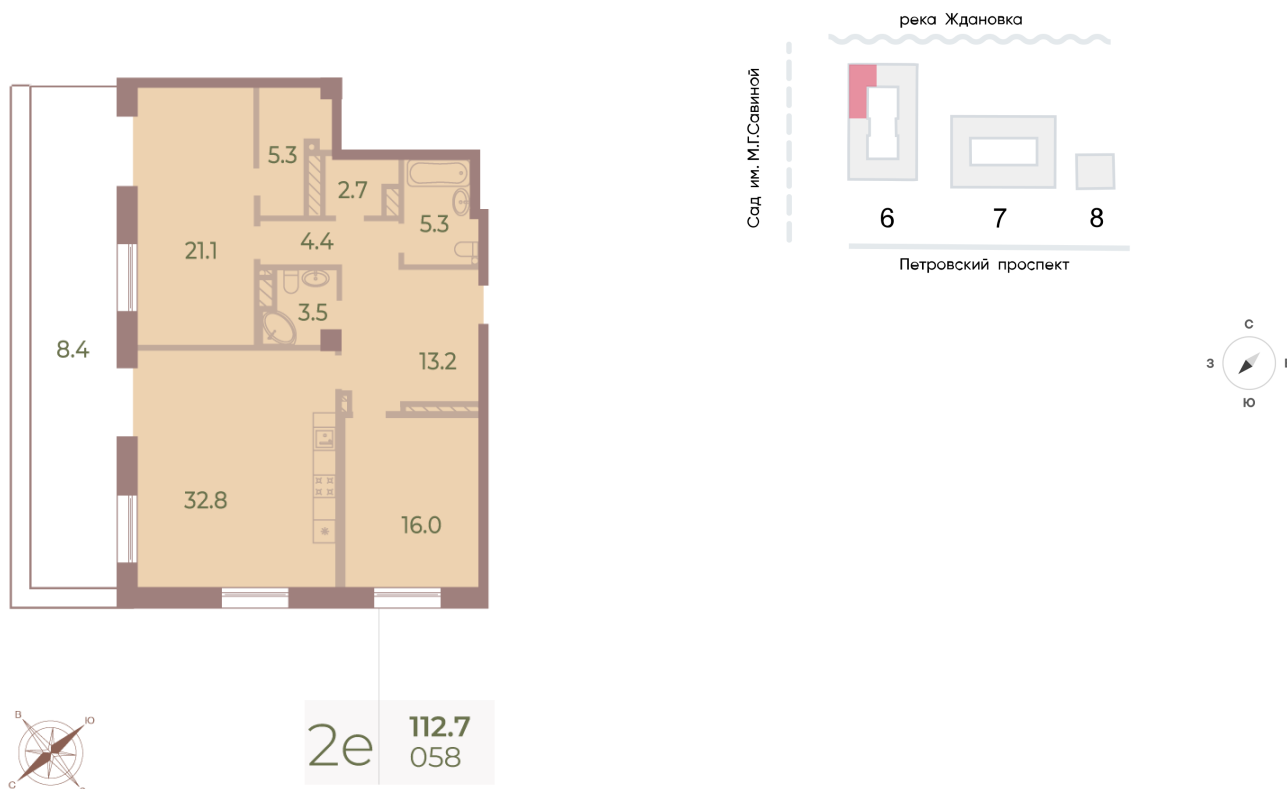 река Ждановка
Сад им. М.Г.Савиной
6
7
8
Петровский проспект
С
З
Ю
5.3
2.7
5.3
21.1
4.4
3.5
8.4
13.2
32.8
16.0
2е
112.7
058
В
Ю
С